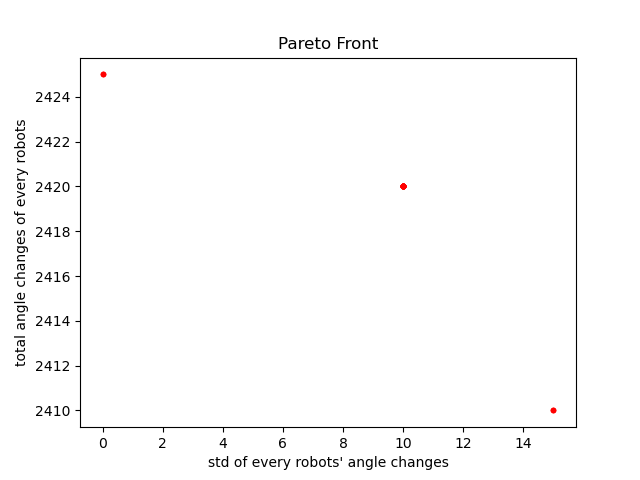 Pareto Front
total angle changes of every robots
2424
2422
2420
2418
2416
2414
2412
2410
0 2 4 6 8 10 12 14
std of every robots' angle changes